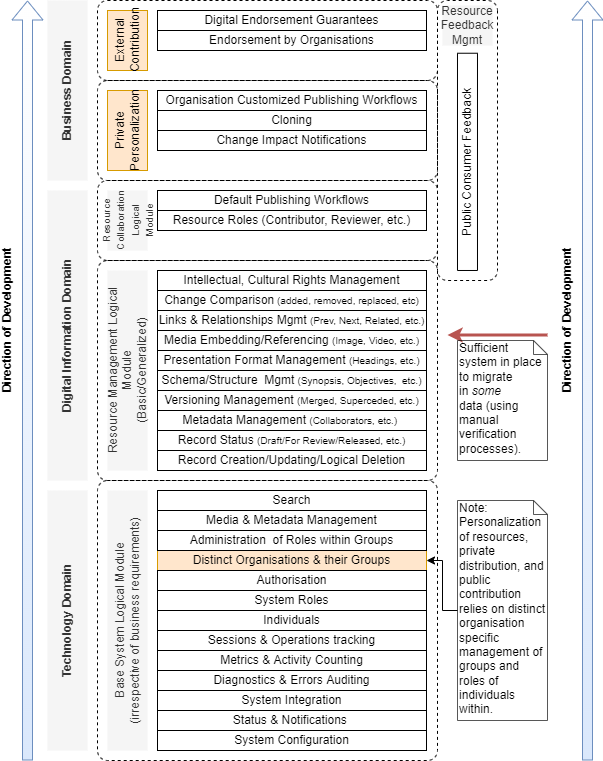 Direction of Development
Business Domain
External
Contribution
Digital Endorsement Guarantees
Endorsement by Organisations
Private
Personalization
Organisation Customized Publishing Workflows
Cloning
Change Impact Notifications
Resource
Feedback
Mgmt
Public Consumer Feedback
Digital Information Domain
Resource
Collaboration
Logical
Module
Default Publishing Workflows
Resource Roles (Contributor, Reviewer, etc.)
Resource Management Logical
Module
(Basic/Generalized)
Intellectual, Cultural Rights Management
Change Comparison (added, removed, replaced, etc)
Links & Relationships Mgmt (Prev, Next, Related, etc.)
Media Embedding/Referencing (Image, Video, etc.)
Presentation Format Management (Headings, etc.)
Schema/Structure Mgmt (Synopsis, Objectives, etc.)
Versioning Management (Merged, Superceded, etc.)
Metadata Management (Collaborators, etc.)
Record Status (Draft/For Review/Released, etc.)
Record Creation/Updating/Logical Deletion
Sufficient
system in place
to migrate
in some
data (using
manual
verification
processes).
Technology Domain
Base System Logical Module
(irrespective of business requirements)
Search
Media & Metadata Management
Administration of Roles within Groups
Distinct Organisations & their Groups
Authorisation
System Roles
Individuals
Sessions & Operations tracking
Metrics & Activity Counting
Diagnostics & Errors Auditing
System Integration
Status & Notifications
System Configuration
Note:
Personalization
of resources,
private
distribution, and
public
contribution
relies on distinct
organisation
specific
management of
groups and
roles of
individuals
within.
Direction of Development